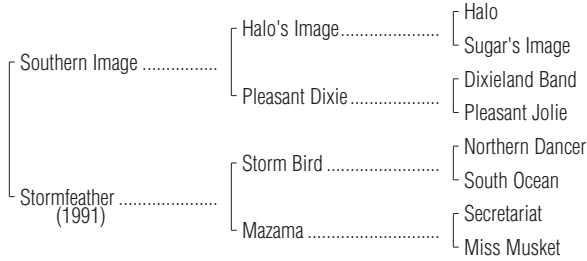 Halo
Halo's Image....................
Sugar's Image
Southern Image ...............
Dixieland Band
Pleasant Dixie..................
Pleasant Jolie
Northern Dancer
Storm Bird .......................
South Ocean
Stormfeather ...................
(1991)
Secretariat
Mazama ...........................
Miss Musket